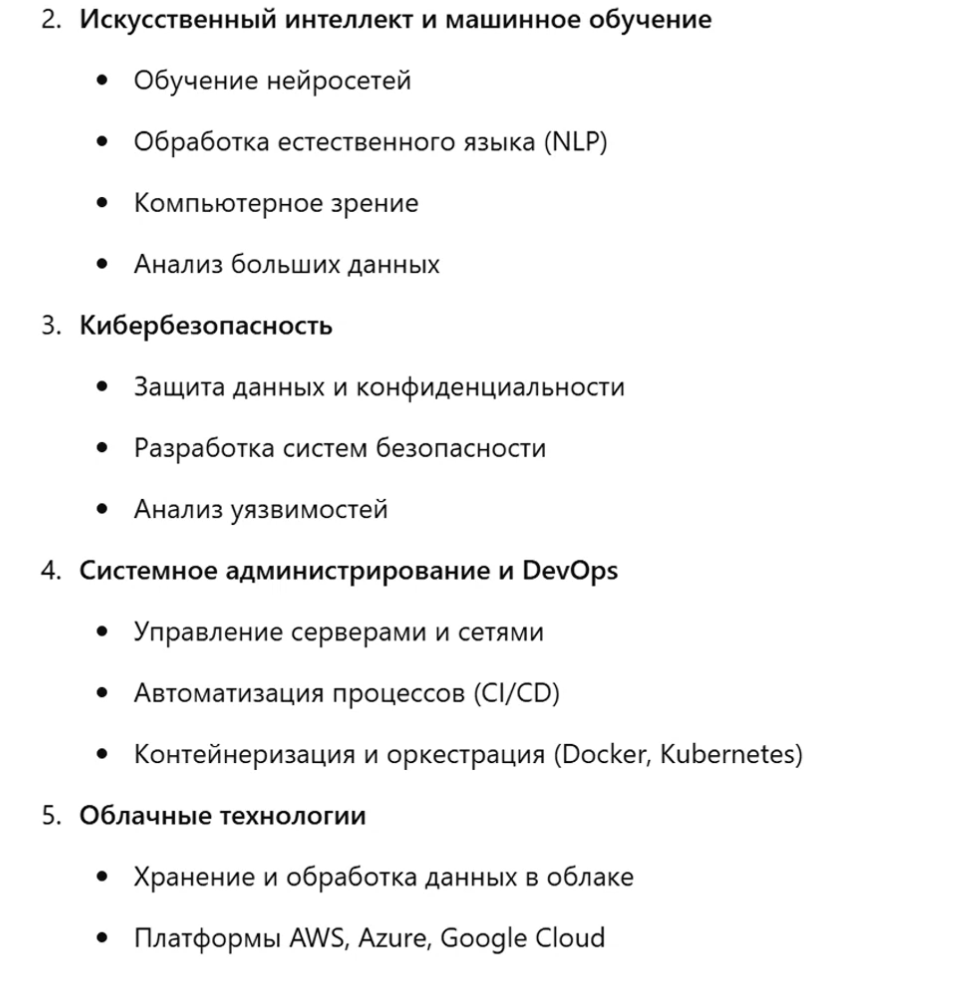 2. Искусственный интеллект и машинное обучение
• Обучение нейросетей
• Обработка естественного языка (NLP)
• Компьютерное зрение
• Анализ больших данных
3. Кибербезопасность
• Защита данных и конфиденциальности
• Разработка систем безопасности
• Анализ уязвимостей
4. Системное администрирование и DevOps
• Управление серверами и сетями
• Автоматизация процессов (CI/CD)
• Контейнеризация и оркестрация (Docker, Kubernetes)
5. Облачные технологии
• Хранение и обработка данных в облаке
• Платформы AWS, Azure, Google Cloud